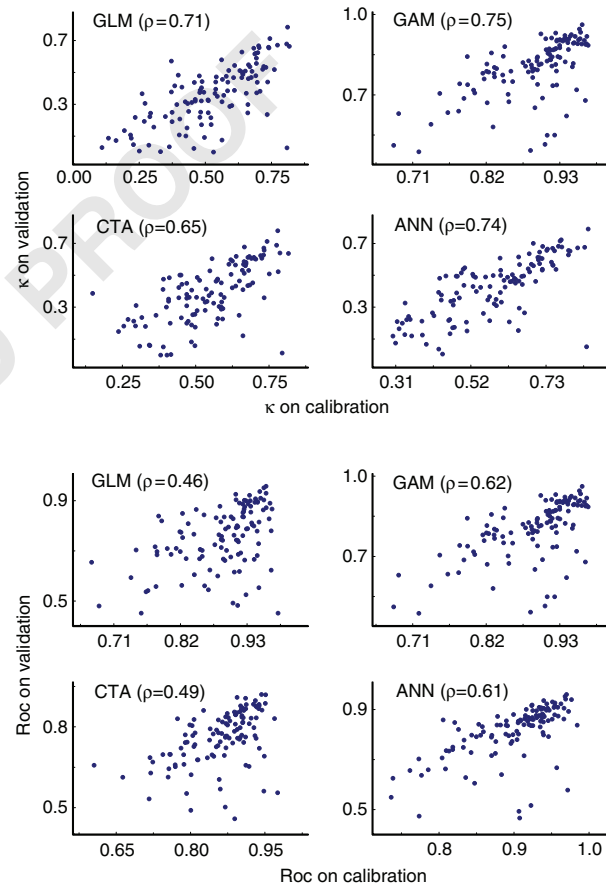 GLM (ρ=0.71)
0.7
0.3
0.00 0.25 0.50 0.75
GAM (ρ=0.75)
1.0
0.7
0.71 0.82 0.93
CTA (ρ=0.65)
0.7
0.3
0.25 0.50 0.75
ANN (ρ=0.74)
0.7
0.3
0.31 0.52 0.73
κ on validation
κ on calibration
PROOF
GLM (ρ=0.46)
0.9
0.5
0.71 0.82 0.93
GAM (ρ=0.62)
1.0
0.7
0.71 0.82 0.93
CTA (ρ=0.49)
0.8
0.5
0.65 0.80 0.95
ANN (ρ=0.61)
0.9
0.5
0.8 0.9 1.0
Roc on validation
Roc on calibration